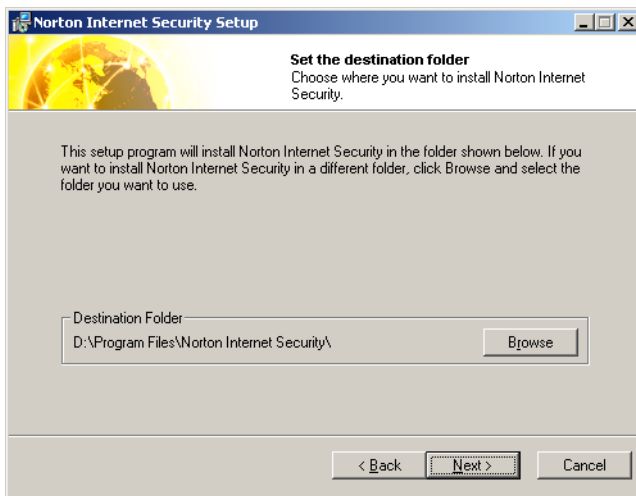 Norton Internet Security Setup
Set the destination folder
Choose where you want to install Norton Internet
Security.
This setup program will install Norton Internet Security in the folder shown below. If you
want to install Norton Internet Security in a different folder, click Browse and select the
folder you want to use.
Destination Folder
D:\Program Files\Norton Internet Security\
Browse
< Back
Next >
Cancel